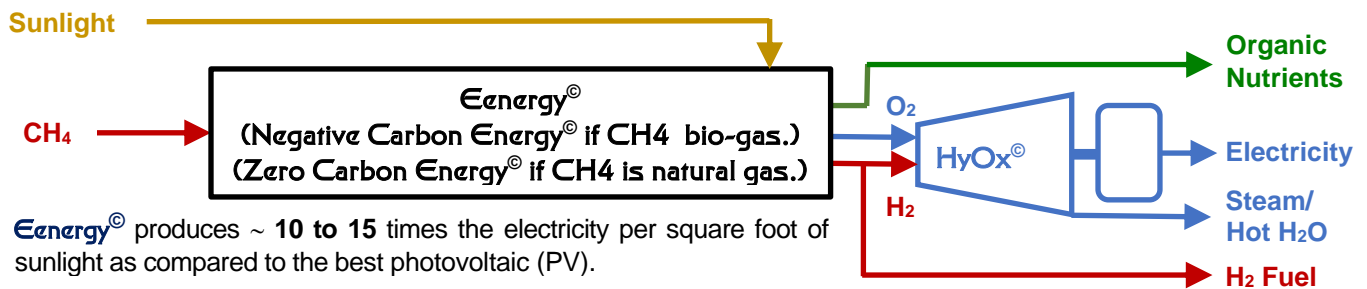 Sunlight
Organic
Nutrients
Eenergy©
(Negative Carbon Energy© if CH4 bio-gas.)
(Zero Carbon Energy© if CH4 is natural gas.)
CH₄
O₂
HyOx©
H₂
Electricity
Steam/
Hot H₂O
H₂ Fuel
Eenergy© produces ~ 10 to 15 times the electricity per square foot of
sunlight as compared to the best photovoltaic (PV).